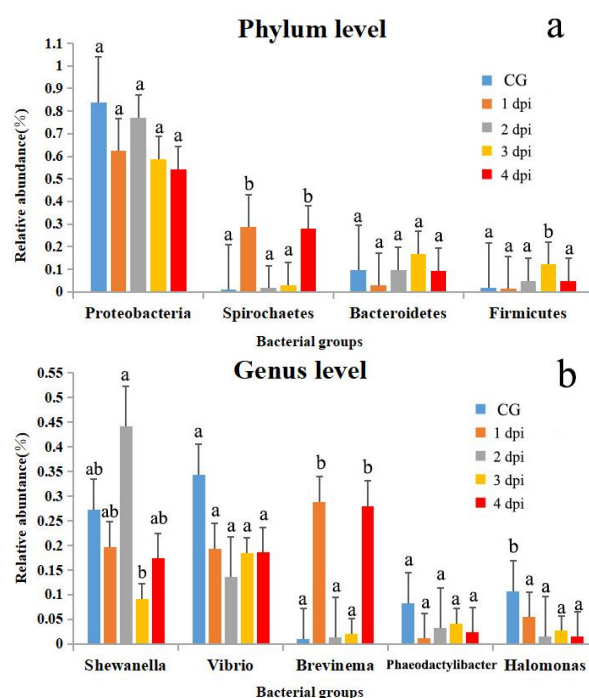 Phylum level
a
Relative abundance(%)
1.1
1
0.9
0.8
0.7
0.6
0.5
0.4
0.3
0.2
0.1
0
a a a a a
a b a a b
a a a a a
a a a b a
CG
1 dpi
2 dpi
3 dpi
4 dpi
Proteobacteria Spirochaetes Bacteroidetes Firmicutes
Bacterial groups
Genus level
b
Relative abuntance(%)
0.55
0.5
0.45
0.4
0.35
0.3
0.25
0.2
0.15
0.1
0.05
0
ab ab a b ab
a a a a a
a b a a b
a a a a a
b a a a a
CG
1 dpi
2 dpi
3 dpi
4 dpi
Shewanella Vibrio Brevinema Phaeodactylibacter Halomonas
Bacterial groups